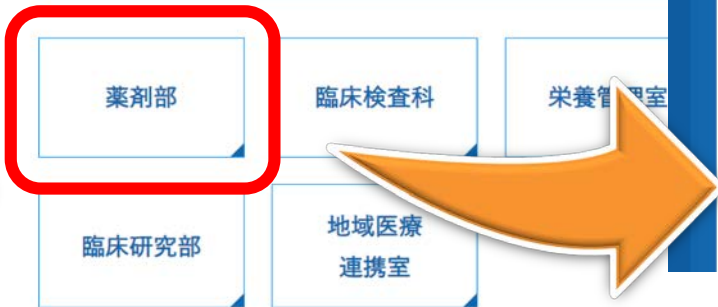 薬剤部
臨床検査科
栄養管理室
臨床研究部
地域医療
連携室